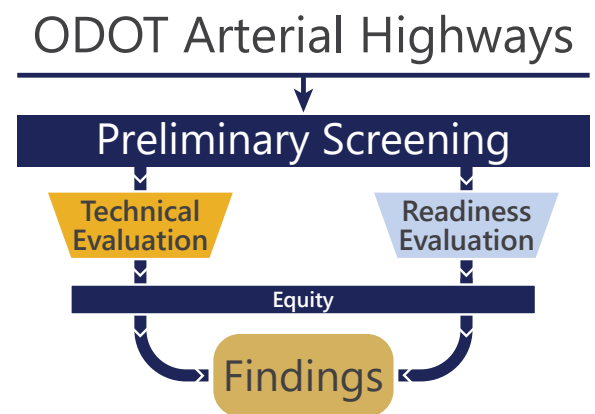 ODOT Arterial Highways
Preliminary Screening
Technical
Evaluation
Readiness
Evaluation
Equity
Findings